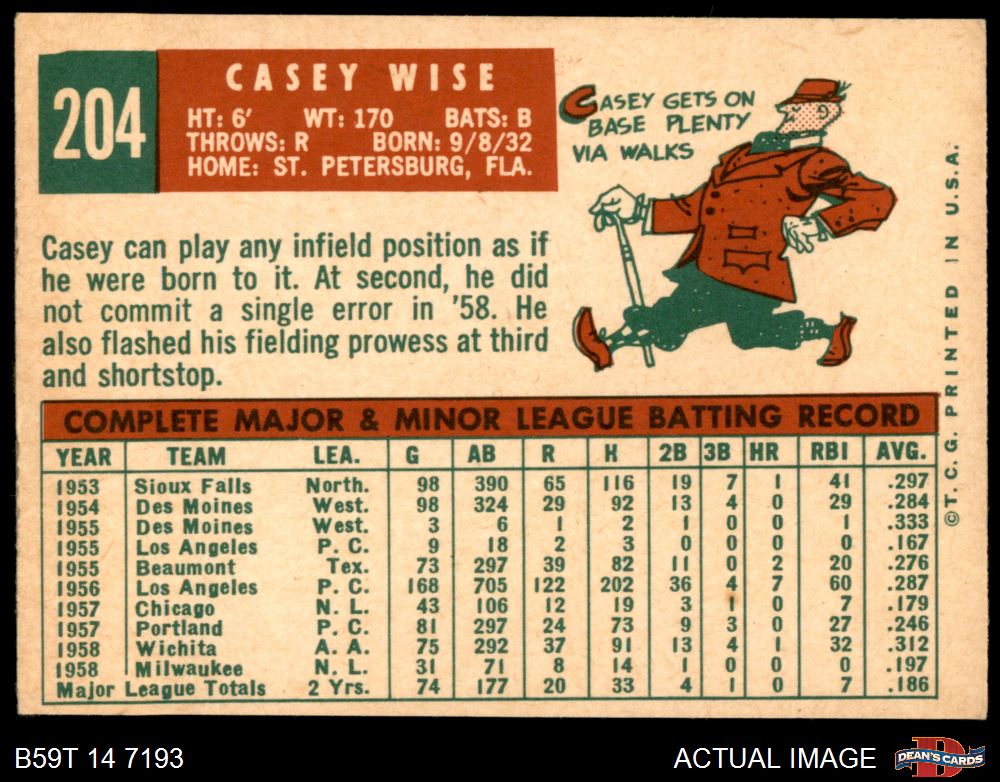 204
CASEY WISE
HT: 6' WT: 170 BATS: B
THROWS: R BORN: 9/8/32
HOME: ST. PETERSBURG, FLA.
CASEY GETS ON
BASE PLENTY
VIA WALKS
Casey can play any infield position as if
he were born to it. At second, he did
not commit a single error in '58. He
also flashed his fielding prowess at third
and shortstop.
COMPLETE MAJOR & MINOR LEAGUE BATTING RECORD
YEAR TEAM LEA. G AB R H 2B 3B HR RBI AVG.
1953 Sioux Falls North. 98 390 65 116 19 7 1 41 .297
1954 Des Moines West. 98 324 29 92 13 4 0 29 .284
1955 Des Moines West. 3 6 1 2 1 0 0 1 .333
1955 Los Angeles P. C. 9 18 2 3 0 0 0 0 .167
1955 Beaumont Tex. 73 297 39 82 11 0 2 20 .276
1956 Los Angeles P. C. 168 705 122 202 36 4 7 60 .287
1957 Chicago N. L. 43 106 12 19 3 1 0 7 .179
1957 Portland P. C. 81 297 24 73 9 3 0 27 .246
1958 Wichita A. A. 75 292 37 91 13 4 1 32 .312
1958 Milwaukee N. L. 31 71 8 14 1 0 0 0 .197
Major League Totals 2 Yrs. 74 177 20 33 4 1 0 7 .186
©T. C. G. PRINTED IN U.S.A.
B59T 14 7193
ACTUAL IMAGE
D
DEAN'S CARDS